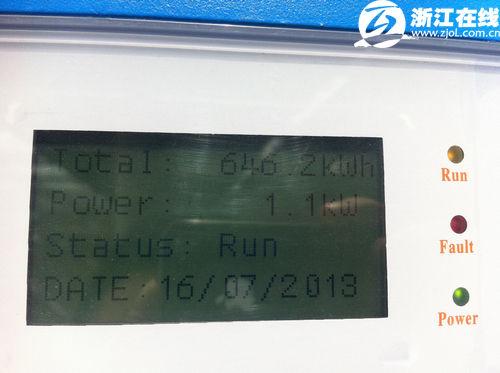 浙江在线
www.zjol.com.cn
Total: 646.2kWh
Power: 1.1kW
Status: Run
DATE:16/07/2013
Run
Fault
Power